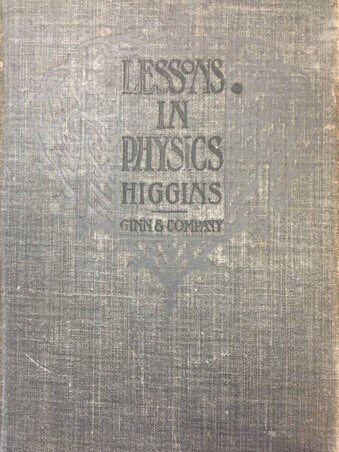 LESSONS.
IN
PHYSICS
HIGGINS
GINN & COMPANY